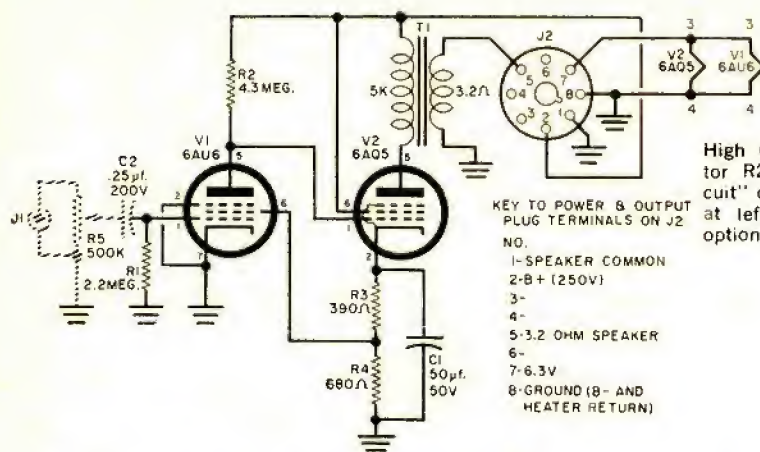 T1
J2
R2
4.3 MEG.
5K
3.2Ω
5
6
7
4
8
3
2
1
3
3
V2
6AQ5
V1
6AU6
4
4
V1
6AU6
5
V2
6AQ5
5
C2
.25µf.
200V
J1
R5
500K
R1
2.2MEG.
2
1
6
7
6
1
2
R3
390Ω
R4
680Ω
C1
50µf.
50V
KEY TO POWER & OUTPUT
PLUG TERMINALS ON J2
NO.
1-SPEAKER COMMON
2-B+ (250V)
3-
4-
5-3.2 OHM SPEAKER
6-
7-6.3V
8-GROUND (B- AND
HEATER RETURN)
High
tor R2
cuit"
at left
option